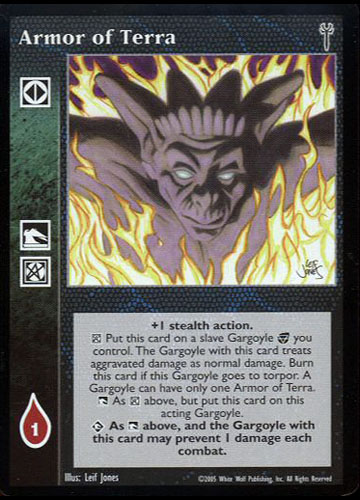 Armor of Terra
Leif
Jones
+1 stealth action.
Put this card on a slave Gargoyle you
control. The Gargoyle with this card treats
aggravated damage as normal damage. Burn
this card if this Gargoyle goes to torpor. A
Gargoyle can have only one Armor of Terra.
As above, but put this card on this
acting Gargoyle.
As above, and the Gargoyle with
this card may prevent 1 damage each
combat.
1
Illus: Leif Jones
©2005 White Wolf Publishing, Inc. All Rights Reserved.